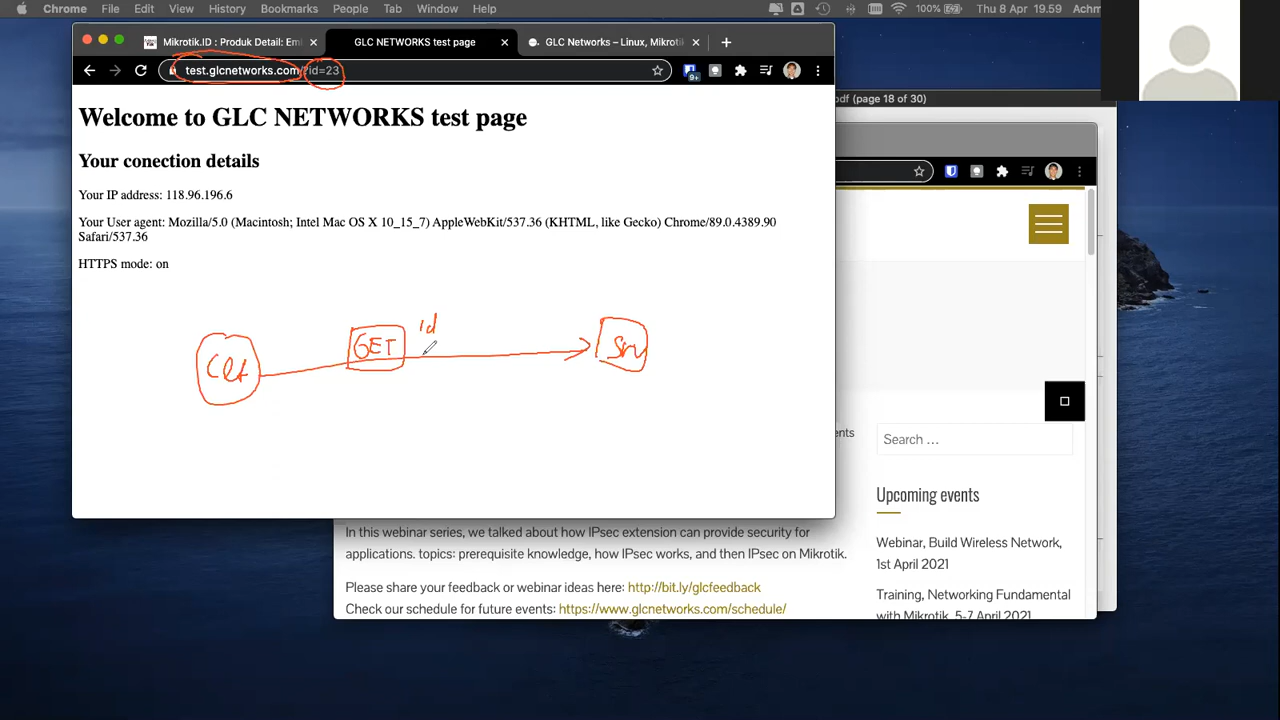 Chrome File Edit View History Bookmarks People Tab Window Help 100% Thu 8 Apr 19.59 Achm
Mikrotik.ID : Produk Detail: Em
GLC NETWORKS test page
GLC Networks – Linux, Mikroti
test.glcnetworks.com/?id=23
9+
Welcome to GLC NETWORKS test page
Your conection details
Your IP address: 118.96.196.6
Your User agent: Mozilla/5.0 (Macintosh; Intel Mac OS X 10_15_7) AppleWebKit/537.36 (KHTML, like Gecko) Chrome/89.0.4389.90
Safari/537.36
HTTPS mode: on
id
GET
Srv
pdf (page 18 of 30)
ents
Search ...
Upcoming events
Webinar, Build Wireless Network,
1st April 2021
Training, Networking Fundamental
with Mikrotik, 5-7 April 2021
In this webinar series, we talked about how IPsec extension can provide security for
applications. topics: prerequisite knowledge, how IPsec works, and then IPsec on Mikrotik.
Please share your feedback or webinar ideas here: http://bit.ly/glcfeedback
Check our schedule for future events: https://www.glcnetworks.com/schedule/